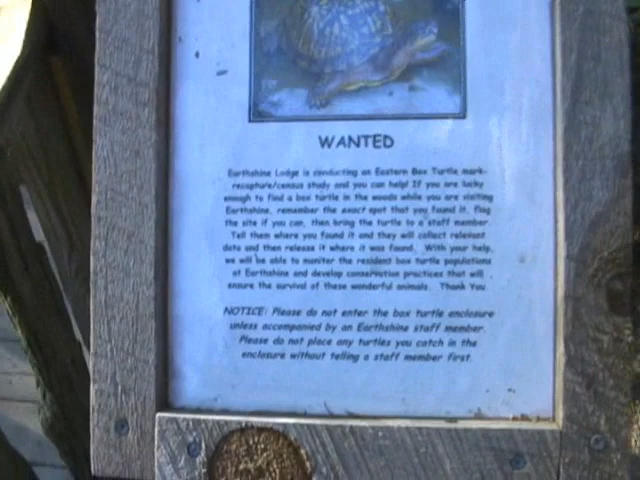 WANTED
Earthshine Lodge is conducting an Eastern Box Turtle mark-
recapture/census study and you can help! If you are lucky
enough to find a box turtle in the woods while you are visiting
Earthshine, remember the exact spot that you found it, flag
the site if you can, then bring the turtle to a staff member.
Tell them where you found it and they will collect relevant
data and then release it where it was found. With your help,
we will be able to monitor the resident box turtle populations
at Earthshine and develop conservation practices that will
ensure the survival of these wonderful animals. Thank You.
NOTICE: Please do not enter the box turtle enclosure
unless accompanied by an Earthshine staff member.
Please do not place any turtles you catch in the
enclosure without telling a staff member first.